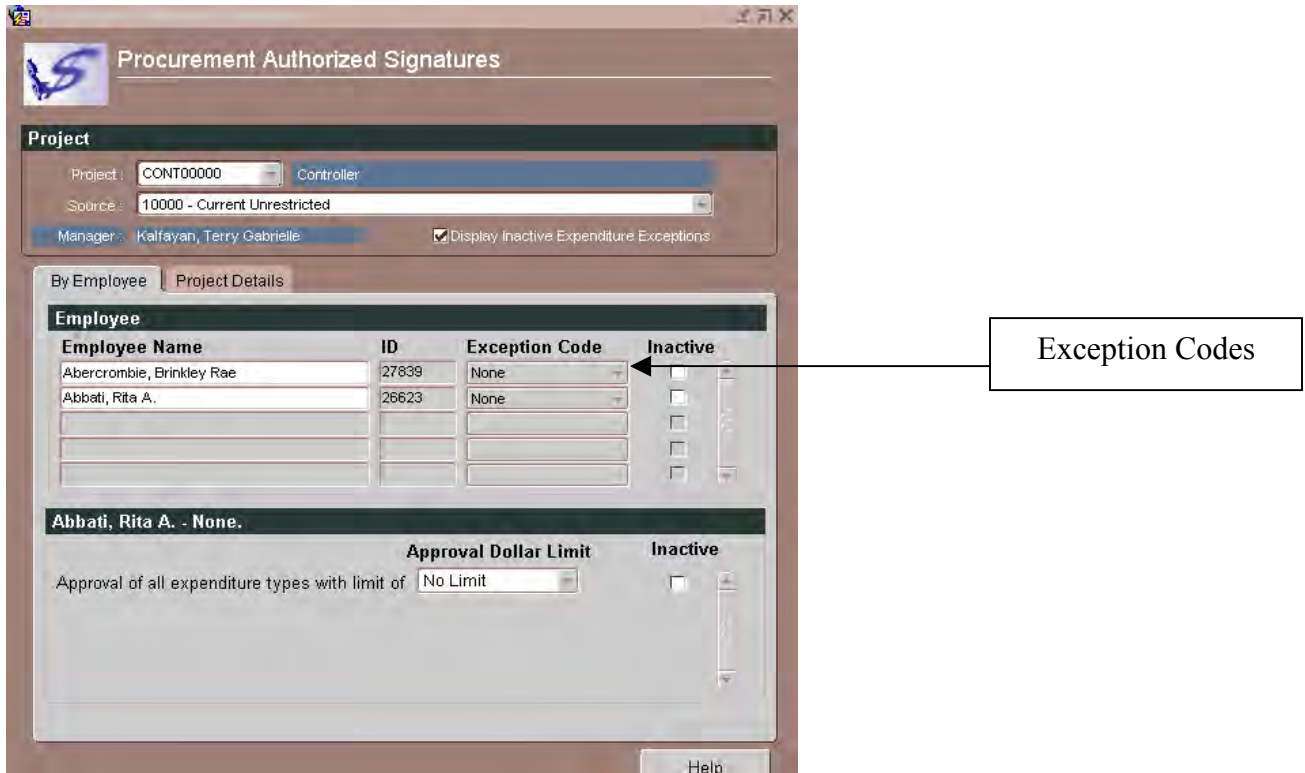 Procurement Authorized Signatures
Project
Project : CONT00000 Controller
Source : 10000 - Current Unrestricted
Manager : Kalfayan, Terry Gabrielle Display Inactive Expenditure Exceptions
By Employee Project Details
Employee
Employee Name ID Exception Code Inactive
Abercrombie, Brinkley Rae 27839 None
Abbati, Rita A. 26623 None
Exception Codes
Abbati, Rita A. - None.
Approval Dollar Limit Inactive
Approval of all expenditure types with limit of No Limit
Help